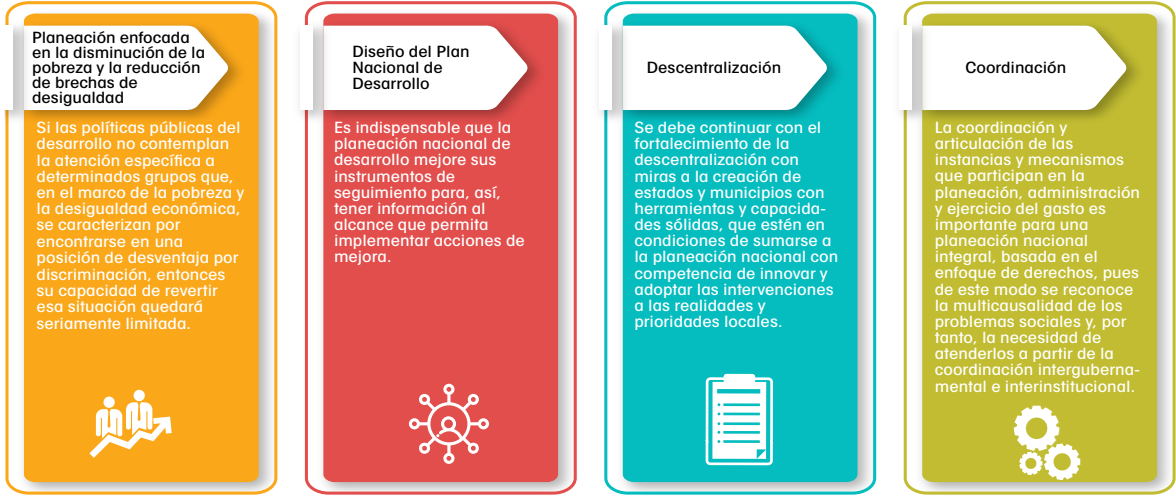 Planeación enfocada
en la disminución de la
pobreza y la reducción
de brechas de
desigualdad
Si las políticas públicas del
desarrollo no contemplan
la atención específica a
determinados grupos que,
en el marco de la pobreza y
la desigualdad económica,
se caracterizan por
encontrarse en una
posición de desventaja por
discriminación, entonces
su capacidad de revertir
esa situación quedará
seriamente limitada.
Diseño del Plan
Nacional de
Desarrollo
Es indispensable que la
planeación nacional de
desarrollo mejore sus
instrumentos de
seguimiento para, así,
tener información al
alcance que permita
implementar acciones de
mejora.
Descentralización
Se debe continuar con el
fortalecimiento de la
descentralización con
miras a la creación de
estados y municipios con
herramientas y capacida-
des sólidas, que estén en
condiciones de sumarse a
la planeación nacional con
competencia de innovar y
adoptar las intervenciones
a las realidades y
prioridades locales.
Coordinación
La coordinación y
articulación de las
instancias y mecanismos
que participan en la
planeación, administración
y ejercicio del gasto es
importante para una
planeación nacional
integral, basada en el
enfoque de derechos, pues
de este modo se reconoce
la multicausalidad de los
problemas sociales y, por
tanto, la necesidad de
atenderlos a partir de la
coordinación interguberna-
mental e interinstitucional.